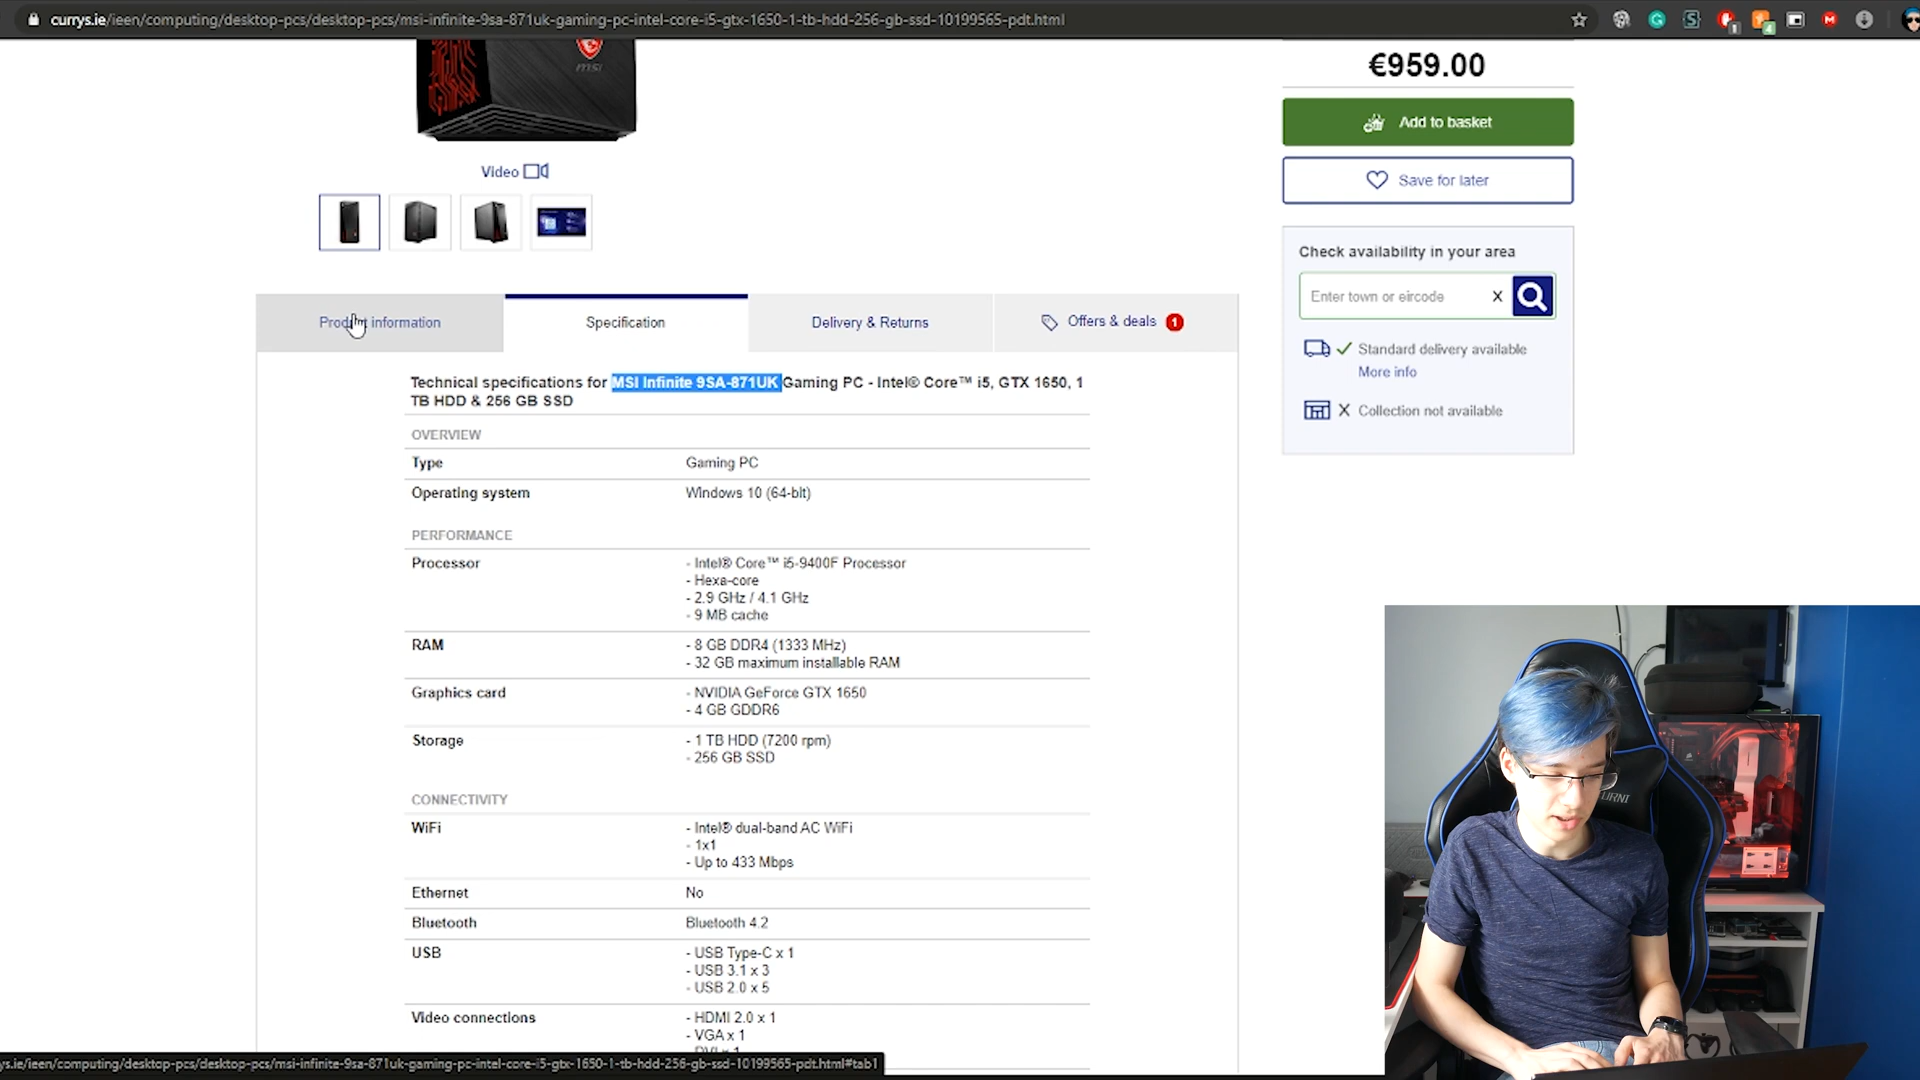 currys.ie/ieen/computing/desktop-pcs/desktop-pcs/msi-infinite-9sa-871uk-gaming-pc-intel-core-i5-gtx-1650-1-tb-hdd-256-gb-ssd-10199565-pdt.html
msi
€959.00
Add to basket
Video
Save for later
Check availability in your area
Enter town or eircode X
Product information Specification Delivery & Returns Offers & deals 1
Standard delivery available
More info
Technical specifications for MSI Infinite 9SA-871UK Gaming PC - Intel® Core™ i5, GTX 1650, 1
TB HDD & 256 GB SSD
X Collection not available
OVERVIEW
Type Gaming PC
Operating system Windows 10 (64-bit)
PERFORMANCE
Processor - Intel® Core™ i5-9400F Processor
- Hexa-core
- 2.9 GHz / 4.1 GHz
- 9 MB cache
RAM - 8 GB DDR4 (1333 MHz)
- 32 GB maximum installable RAM
Graphics card - NVIDIA GeForce GTX 1650
- 4 GB GDDR6
Storage - 1 TB HDD (7200 rpm)
- 256 GB SSD
CONNECTIVITY
WiFi - Intel® dual-band AC WiFi
- 1x1
- Up to 433 Mbps
Ethernet No
Bluetooth Bluetooth 4.2
USB - USB Type-C x 1
- USB 3.1 x 3
- USB 2.0 x 5
Video connections - HDMI 2.0 x 1
- VGA x 1
- DVI x 1
ys.ie/ieen/computing/desktop-pcs/desktop-pcs/msi-infinite-9sa-871uk-gaming-pc-intel-core-i5-gtx-1650-1-tb-hdd-256-gb-ssd-10199565-pdt.html#tab1